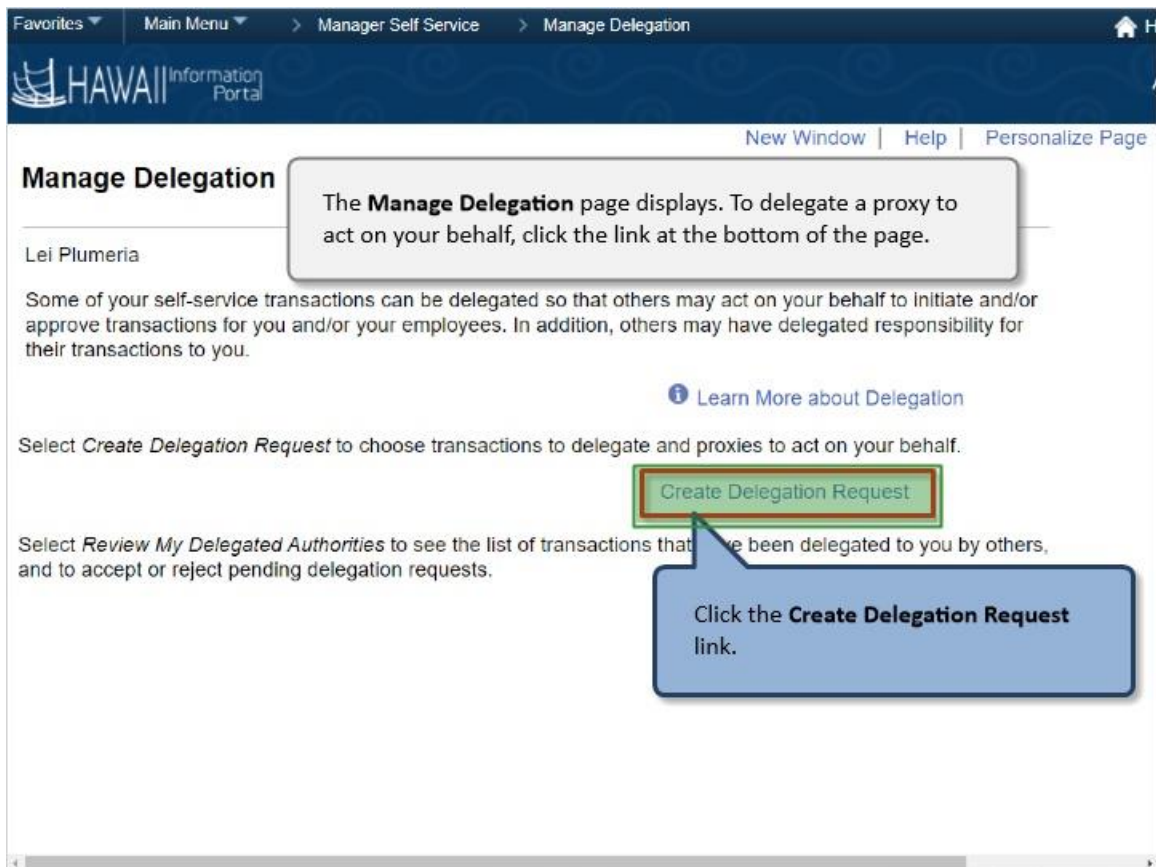 Favorites Main Menu > Manager Self Service > Manage Delegation
HAWAII Information
Portal
New Window | Help | Personalize Page
Manage Delegation
The Manage Delegation page displays. To delegate a proxy to
act on your behalf, click the link at the bottom of the page.
Lei Plumeria
Some of your self-service transactions can be delegated so that others may act on your behalf to initiate and/or
approve transactions for you and/or your employees. In addition, others may have delegated responsibility for
their transactions to you.
Learn More about Delegation
Select Create Delegation Request to choose transactions to delegate and proxies to act on your behalf.
Create Delegation Request
Select Review My Delegated Authorities to see the list of transactions that ve been delegated to you by others,
and to accept or reject pending delegation requests.
Click the Create Delegation Request
link.